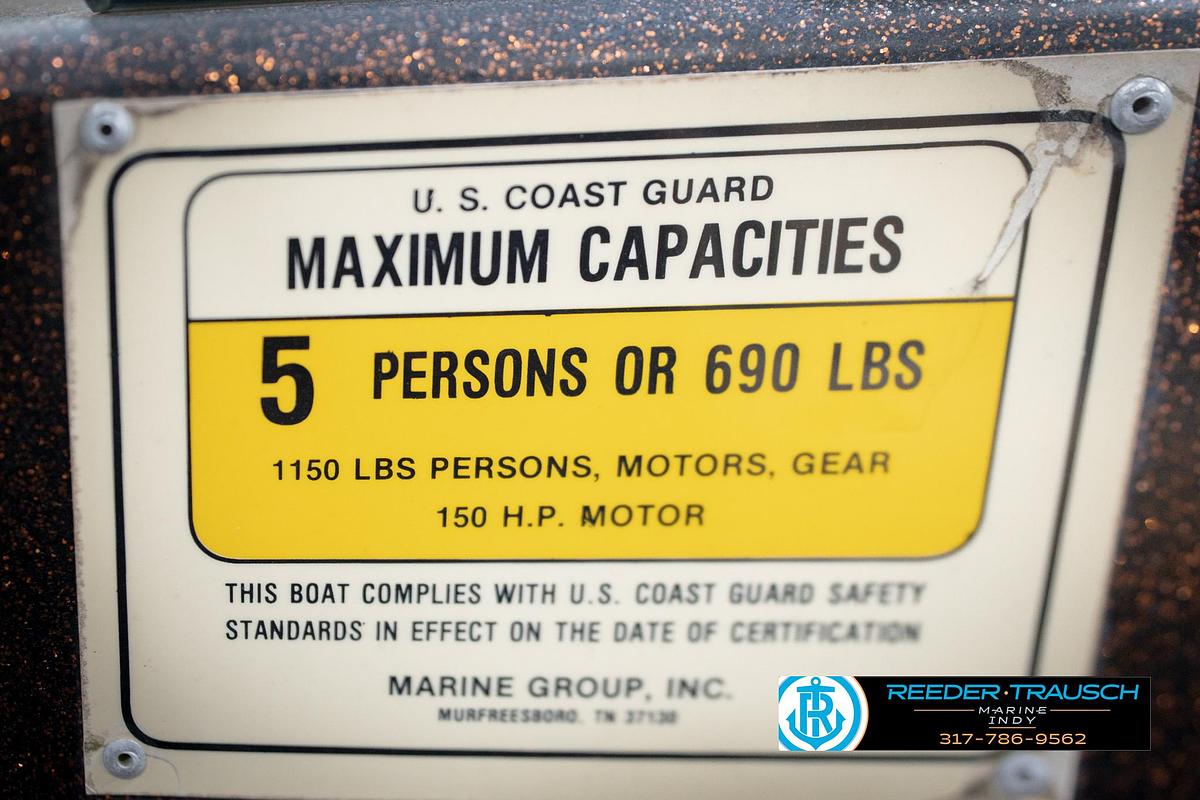 U. S. COAST GUARD
MAXIMUM CAPACITIES
5 PERSONS OR 690 LBS
1150 LBS PERSONS, MOTORS, GEAR
150 H.P. MOTOR
THIS BOAT COMPLIES WITH U.S. COAST GUARD SAFETY
STANDARDS IN EFFECT ON THE DATE OF CERTIFICATION
MARINE GROUP, INC.
MURFREESBORO, TN 37130
R
REEDER·TRAUSCH
MARINE
INDY
317-786-9562